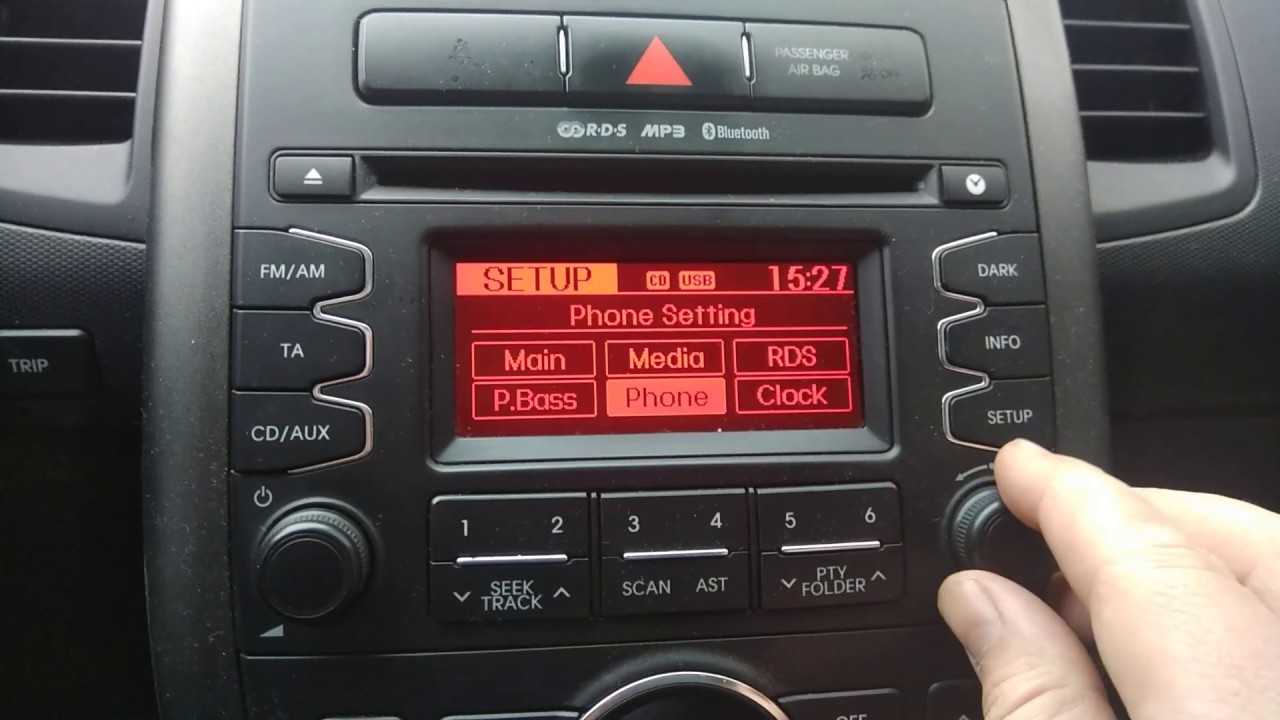 PASSENGER
AIR BAG
R·D·S MP3 Bluetooth
FM/AM
TA
CD/AUX
TRIP
SETUP CD USB 15:27
Phone Setting
Main Media RDS
P.Bass Phone Clock
DARK
INFO
SETUP
1 2 3 4 5 6
SEEK
TRACK
SCAN AST
PTY
FOLDER
OFF